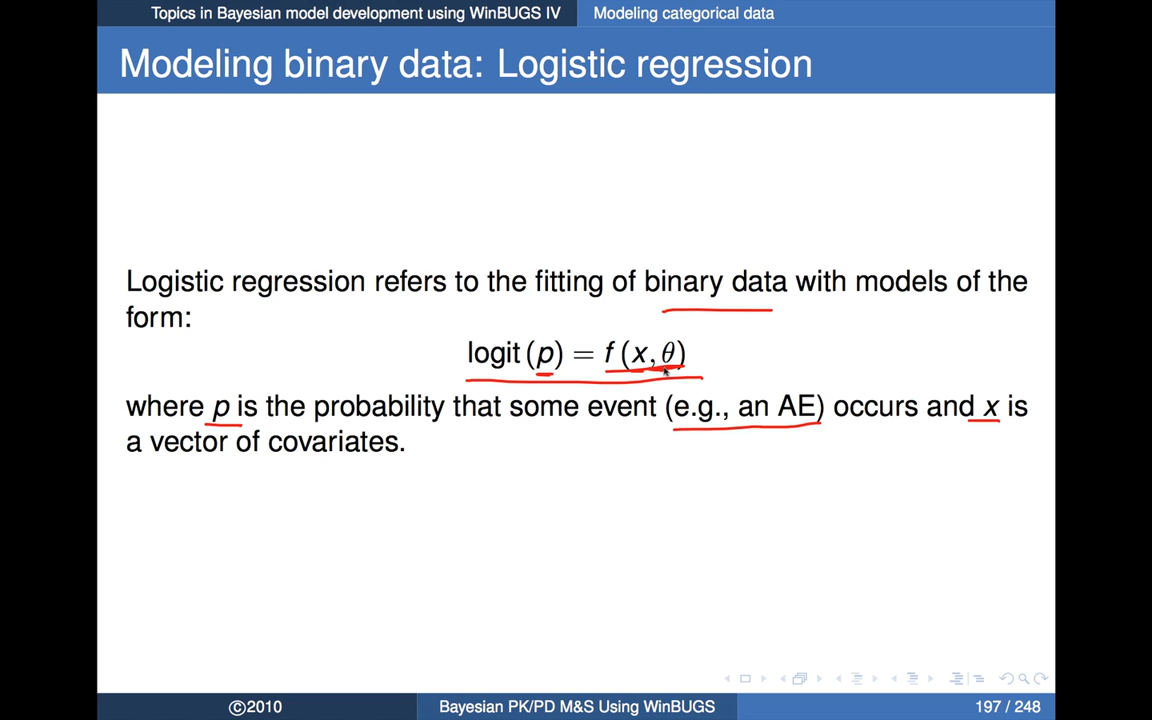 Topics in Bayesian model development using WinBUGS IV Modeling categorical data
Modeling binary data: Logistic regression
Logistic regression refers to the fitting of binary data with models of the
form:
logit (p) = f (x, θ)
where p is the probability that some event (e.g., an AE) occurs and x is
a vector of covariates.
©2010 Bayesian PK/PD M&S Using WinBUGS 197 / 248